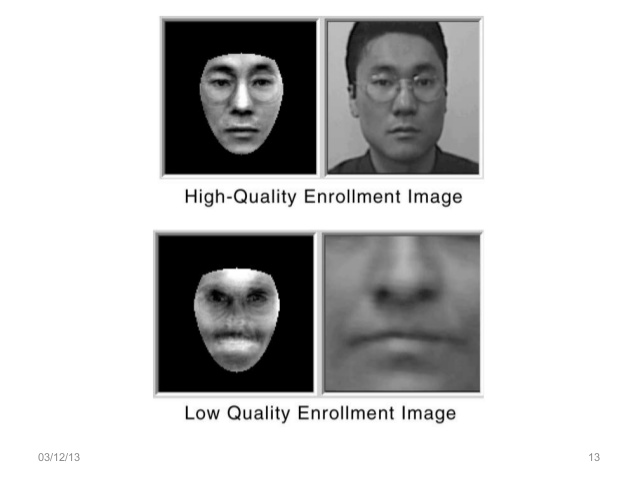 High-Quality Enrollment Image
Low Quality Enrollment Image
03/12/13
13